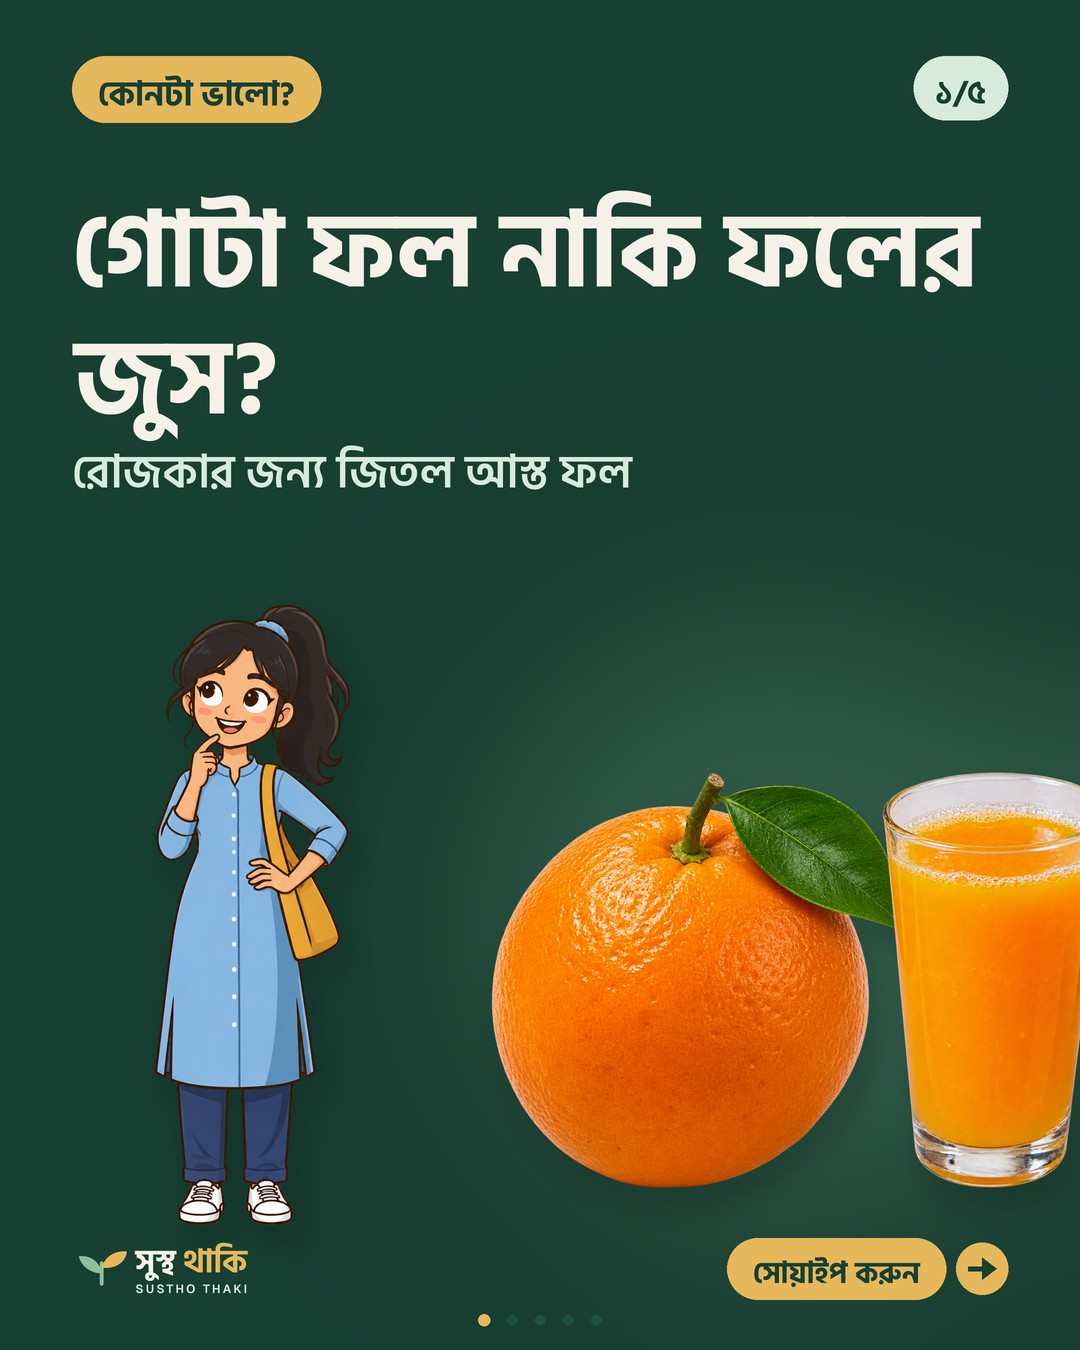 কোনটা ভালো?
১/৫
গোটা ফল নাকি ফলের
জুস?
রোজকার জন্য জিতল আস্ত ফল
সুস্থ থাকি
SUSTHO THAKI
সোয়াইপ করুন